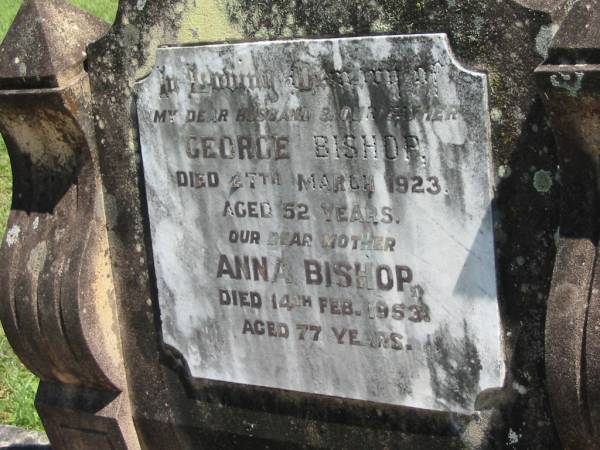 In Loving Memory of
MY DEAR HUSBAND & OUR FATHER
GEORGE BISHOP,
DIED 27TH MARCH 1923.
AGED 52 YEARS.
OUR DEAR MOTHER
ANNA BISHOP,
DIED 14TH FEB. 1953.
AGED 77 YEARS.